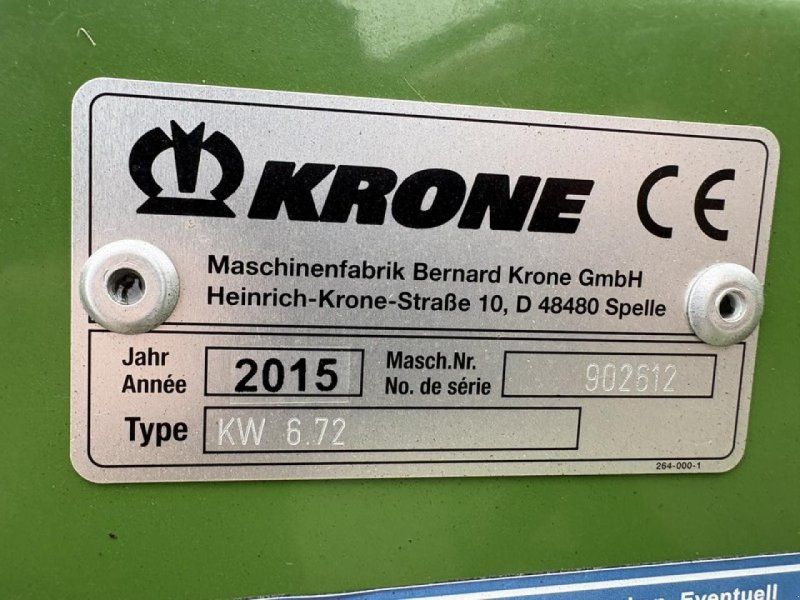 KRONE CE
Maschinenfabrik Bernard Krone GmbH
Heinrich-Krone-Straße 10, D 48480 Spelle
Jahr
Année
2015
Masch.Nr.
No. de série
902612
Type
KW 6.72
264-000-1
Eventuell